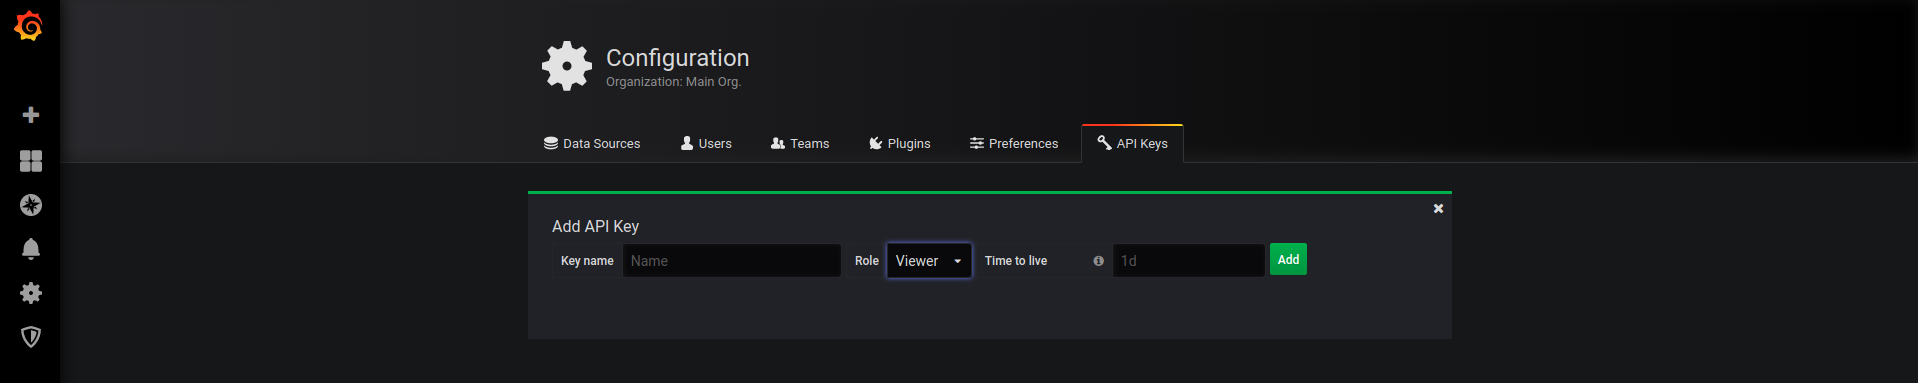 Configuration
Organization: Main Org.
Data Sources Users Teams Plugins Preferences API Keys
Add API Key
Key name Name Role Viewer Time to live 1d Add